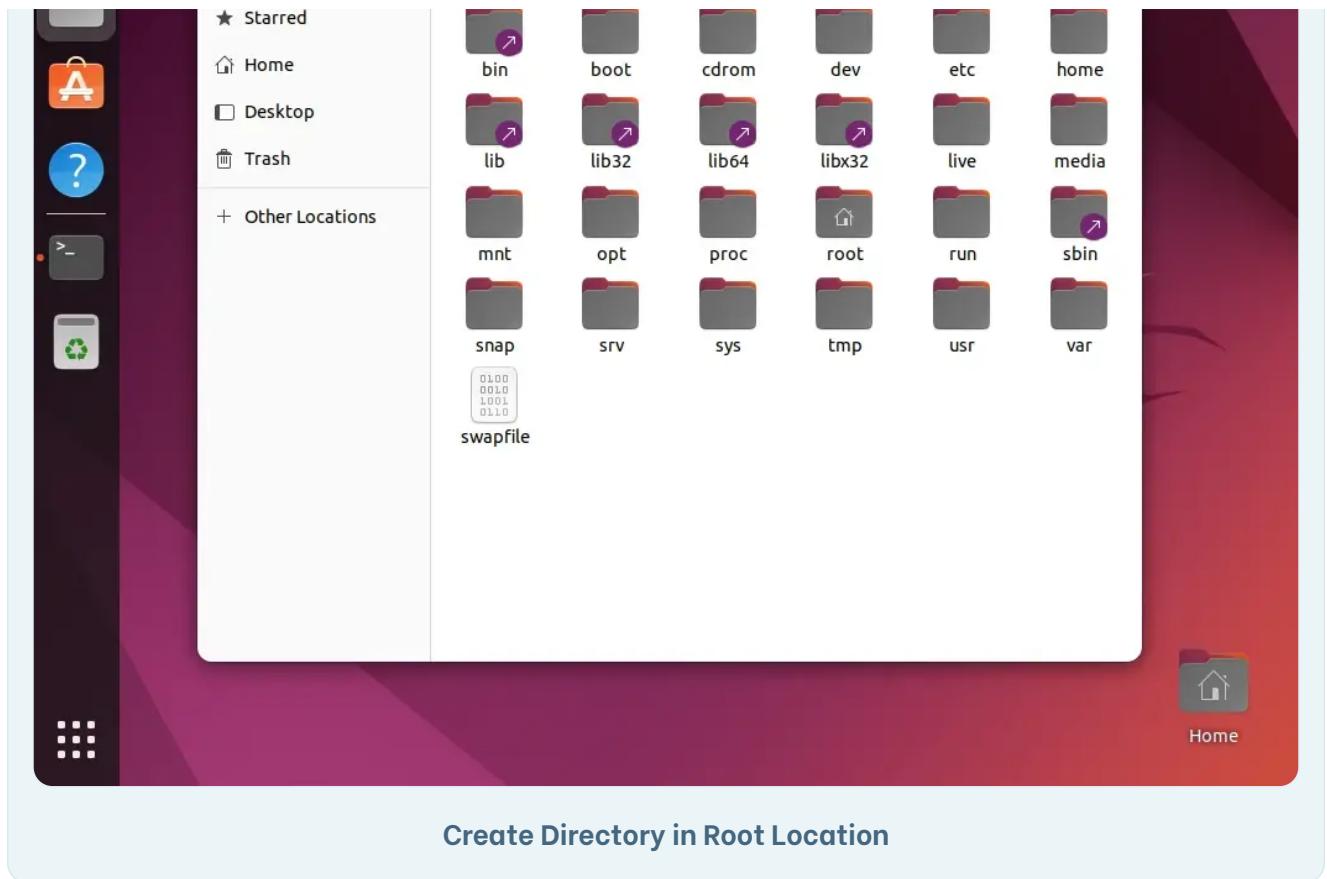 Starred
Home
Desktop
Trash
Other Locations
bin boot cdrom dev etc home
lib lib32 lib64 libx32 live media
mnt opt proc root run sbin
snap srv sys tmp usr var
0100
0010
1001
0110
swapfile
Home
Create Directory in Root Location